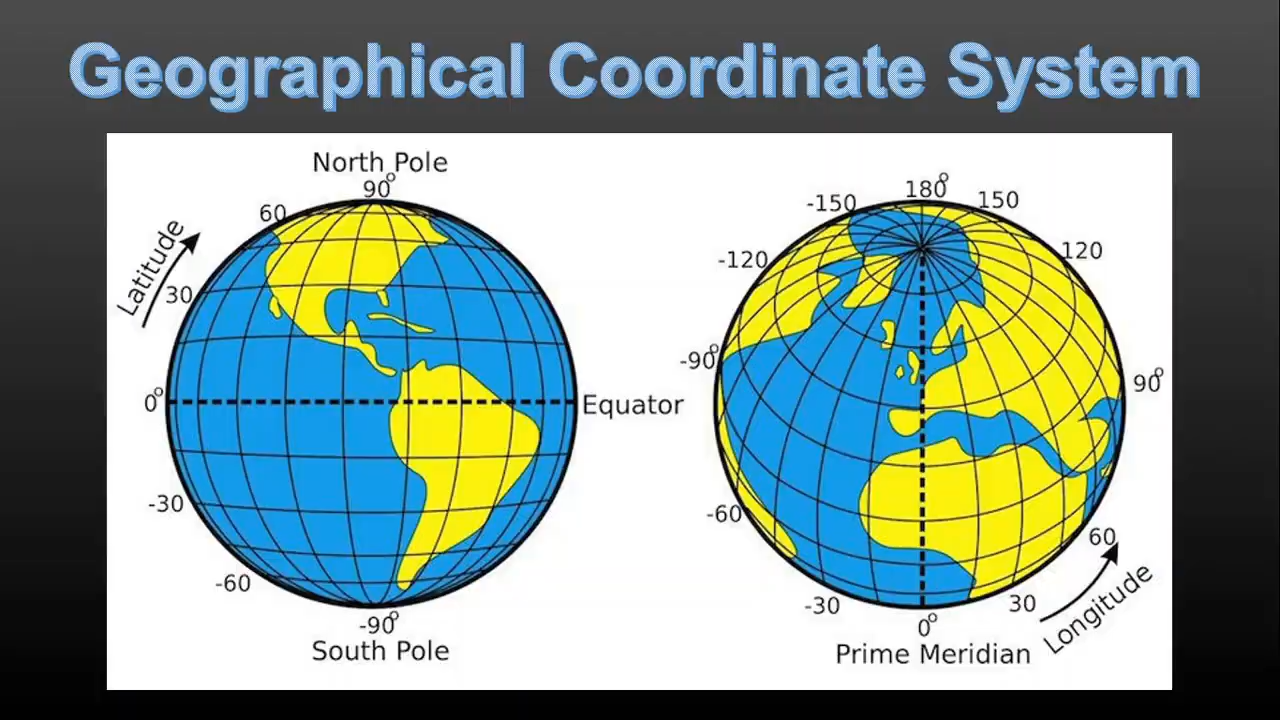 Geographical Coordinate System
North Pole
90°
60
Latitude
30
0°
Equator
-30
-60
-90°
South Pole
180°
-150
150
-120
120
-90°
90°
-60
60
-30
30
Longitude
0°
Prime Meridian